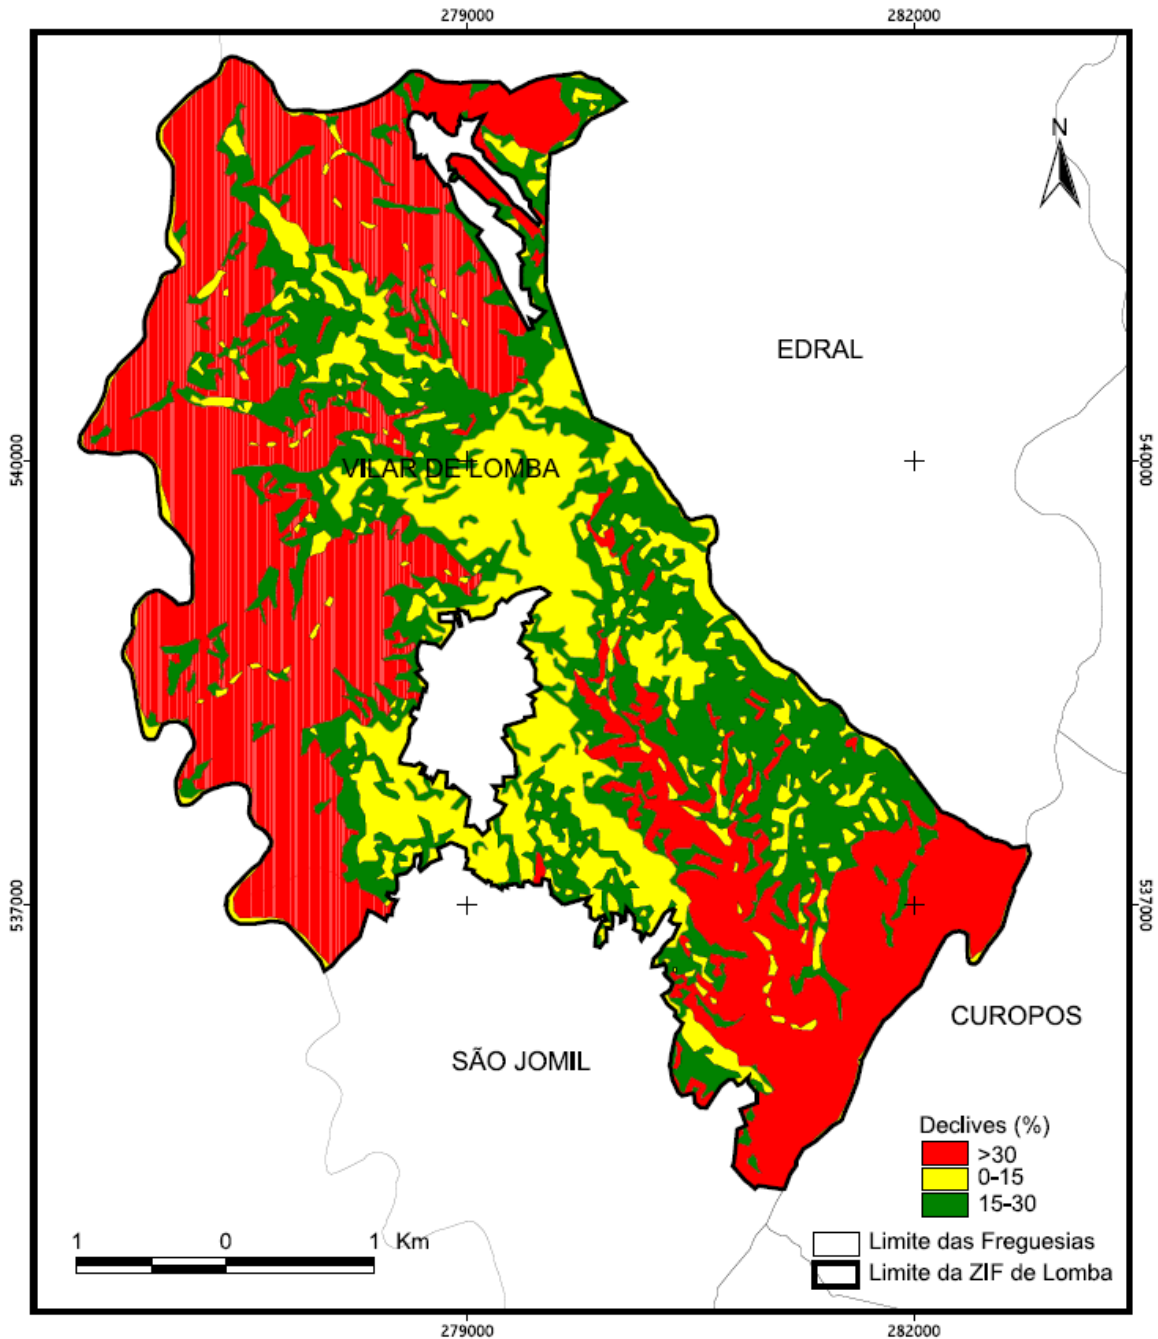 279000 282000
N
EDRAL
540000 540000
VILAR DE LOMBA
537000 537000
CUROPOS
SÃO JOMIL
Declives (%)
>30
0-15
15-30
1 0 1 Km
Limite das Freguesias
Limite da ZIF de Lomba
279000 282000